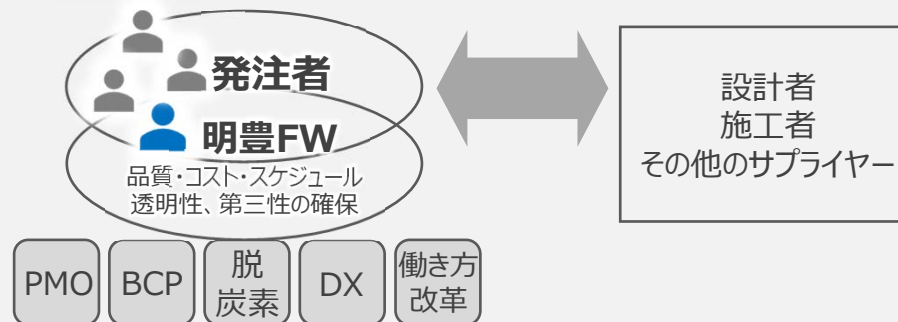 発注者
明豊FW
品質・コスト・スケジュール
透明性、第三性の確保
設計者
施工者
その他のサプライヤー
PMO
BCP
脱
炭素
DX
働き方
改革